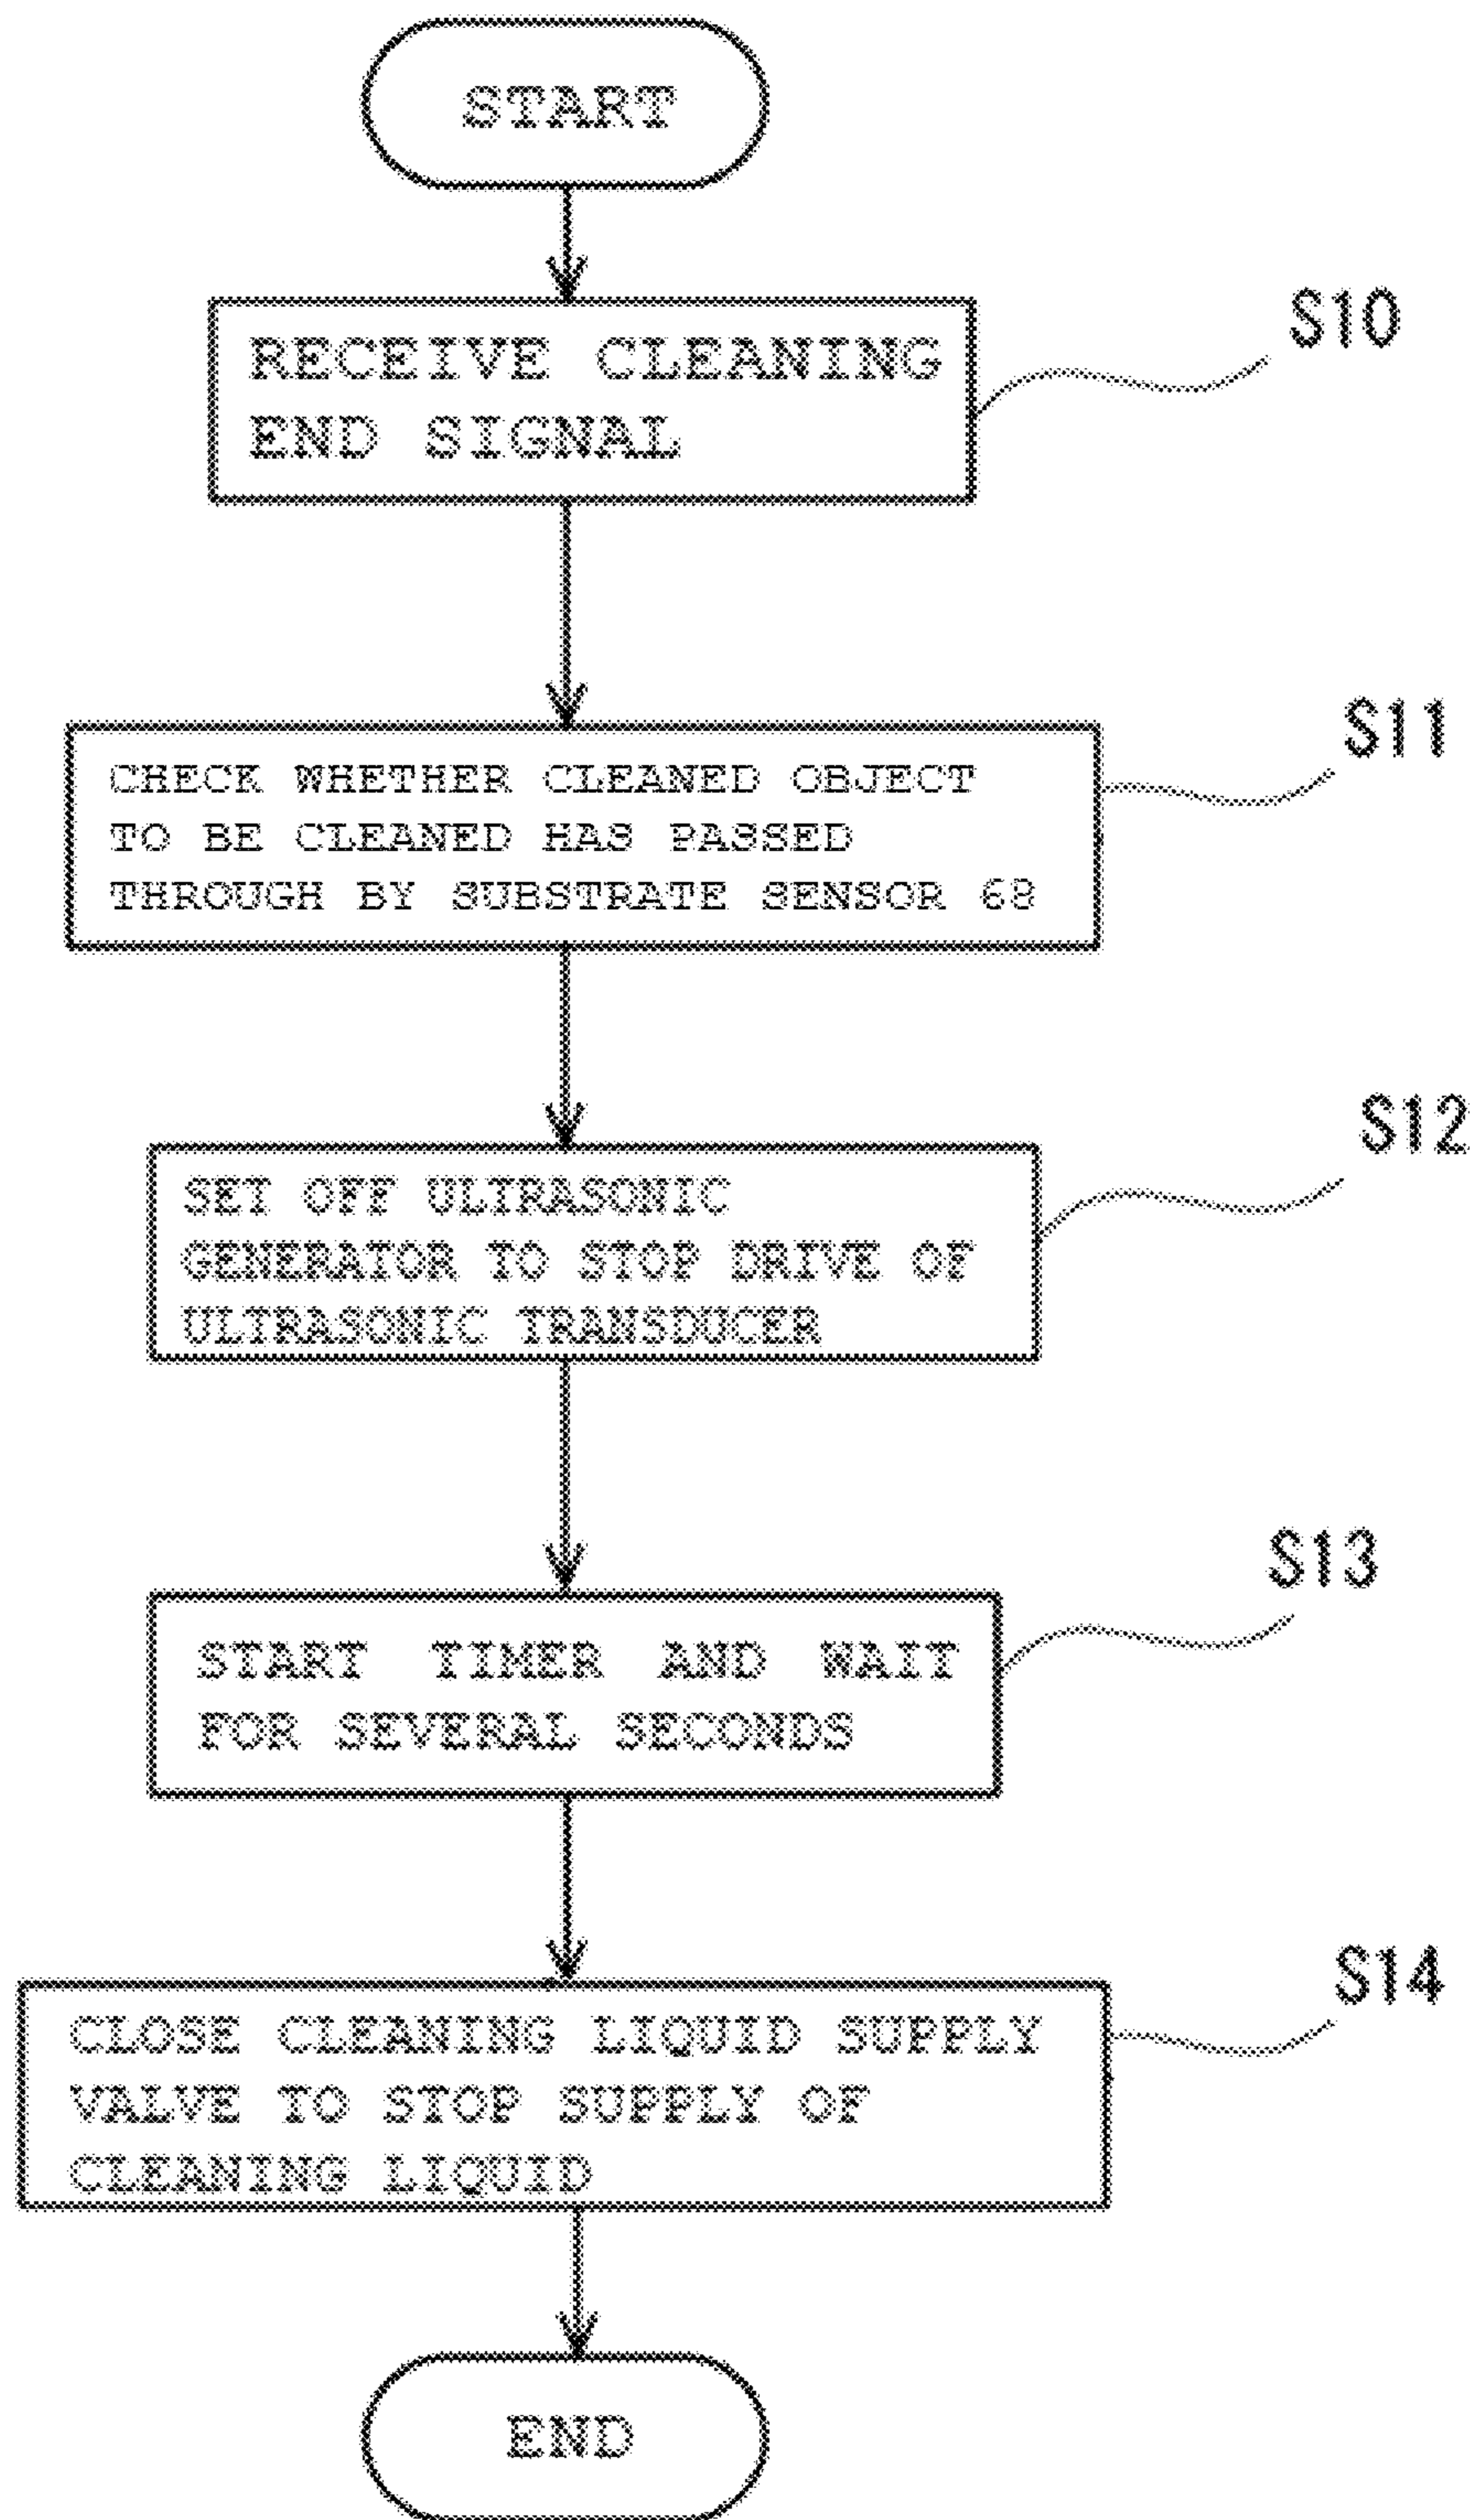 START
RECEIVE CLEANING
END SIGNAL
S10
CHECK WHETHER CLEANED OBJECT
TO BE CLEANED HAS PASSED
THROUGH BY SUBSTRATE SENSOR 68
S11
SET OFF ULTRASONIC
GENERATOR TO STOP DRIVE OF
ULTRASONIC TRANSDUCER
S12
START TIMER AND WAIT
FOR SEVERAL SECONDS
S13
CLOSE CLEANING LIQUID SUPPLY
VALVE TO STOP SUPPLY OF
CLEANING LIQUID
S14
END